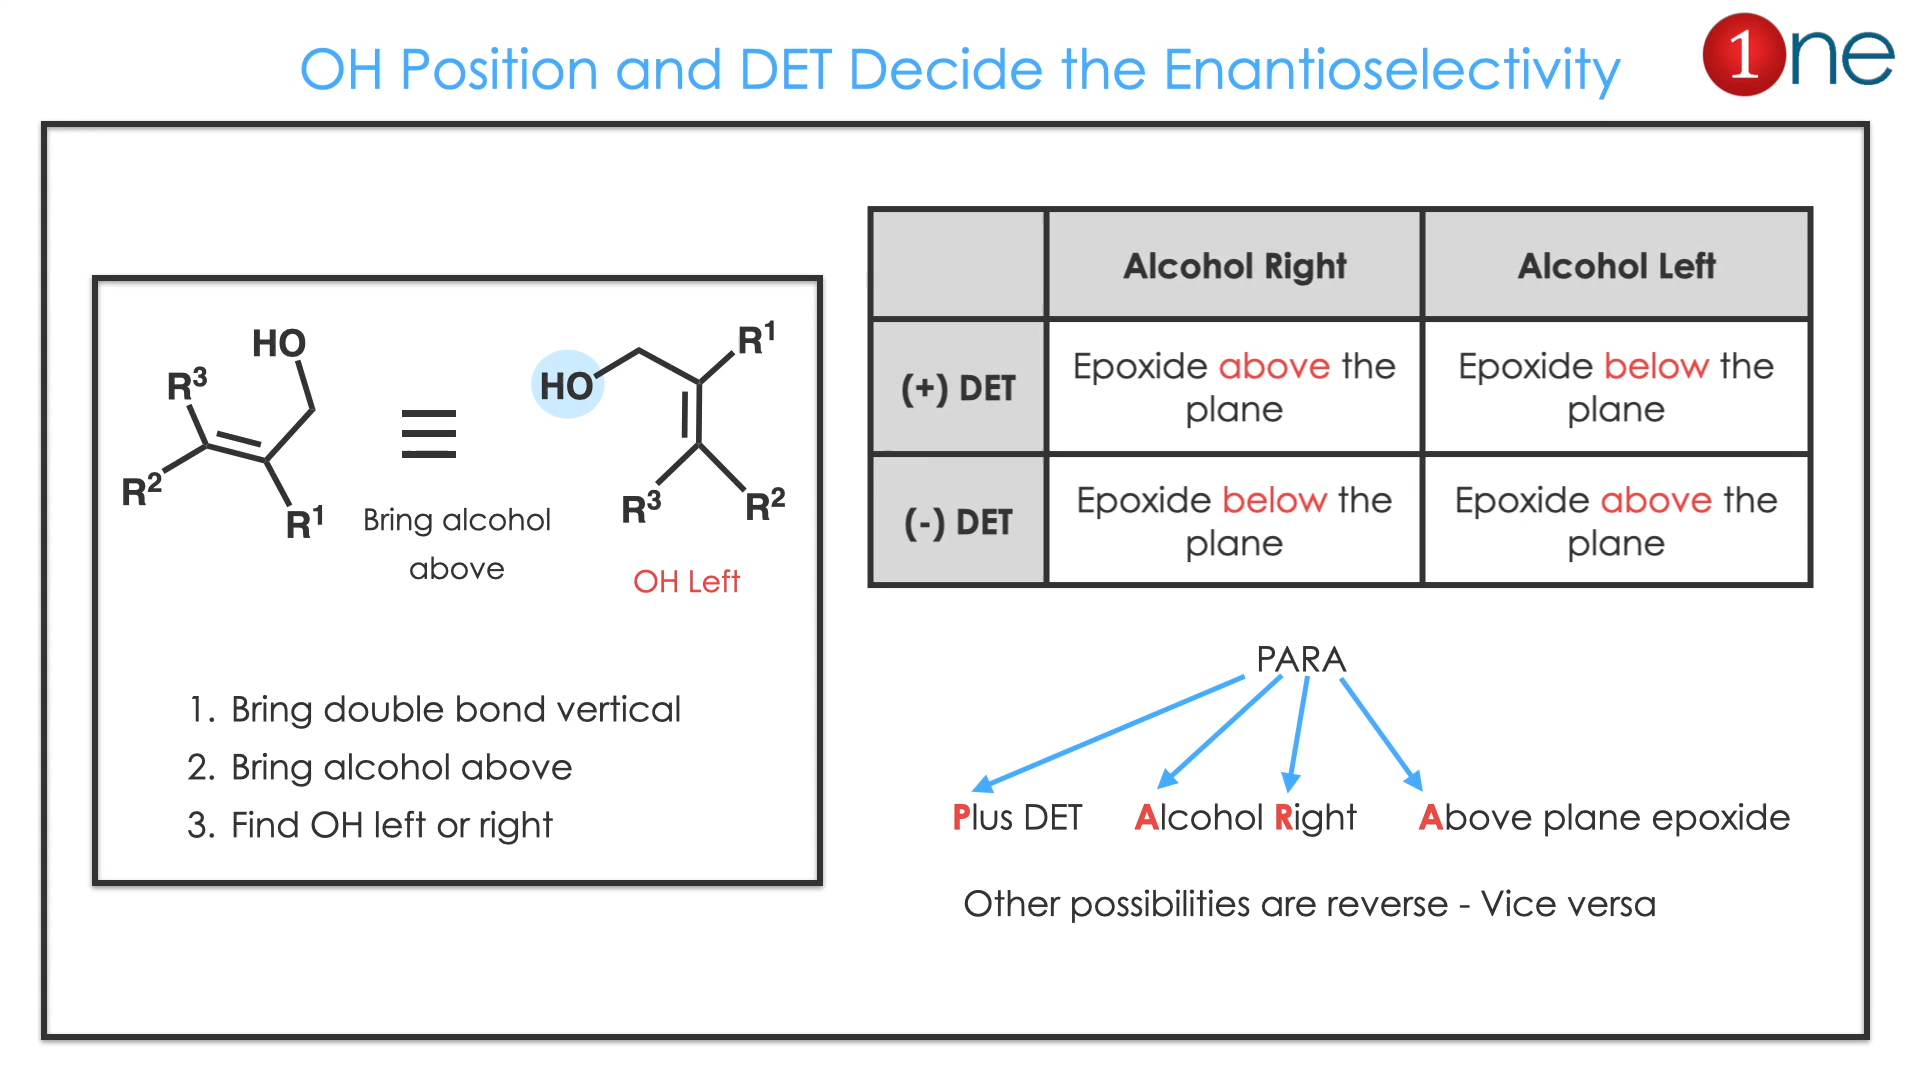 OH Position and DET Decide the Enantioselectivity
1ne
HO
R³
R²
R¹
Bring alcohol
above
HO
R¹
R³
R²
OH Left
1. Bring double bond vertical
2. Bring alcohol above
3. Find OH left or right
Alcohol Right
Alcohol Left
(+) DET
Epoxide above the
plane
Epoxide below the
plane
(-) DET
Epoxide below the
plane
Epoxide above the
plane
PARA
Plus DET
Alcohol Right
Above plane epoxide
Other possibilities are reverse - Vice versa